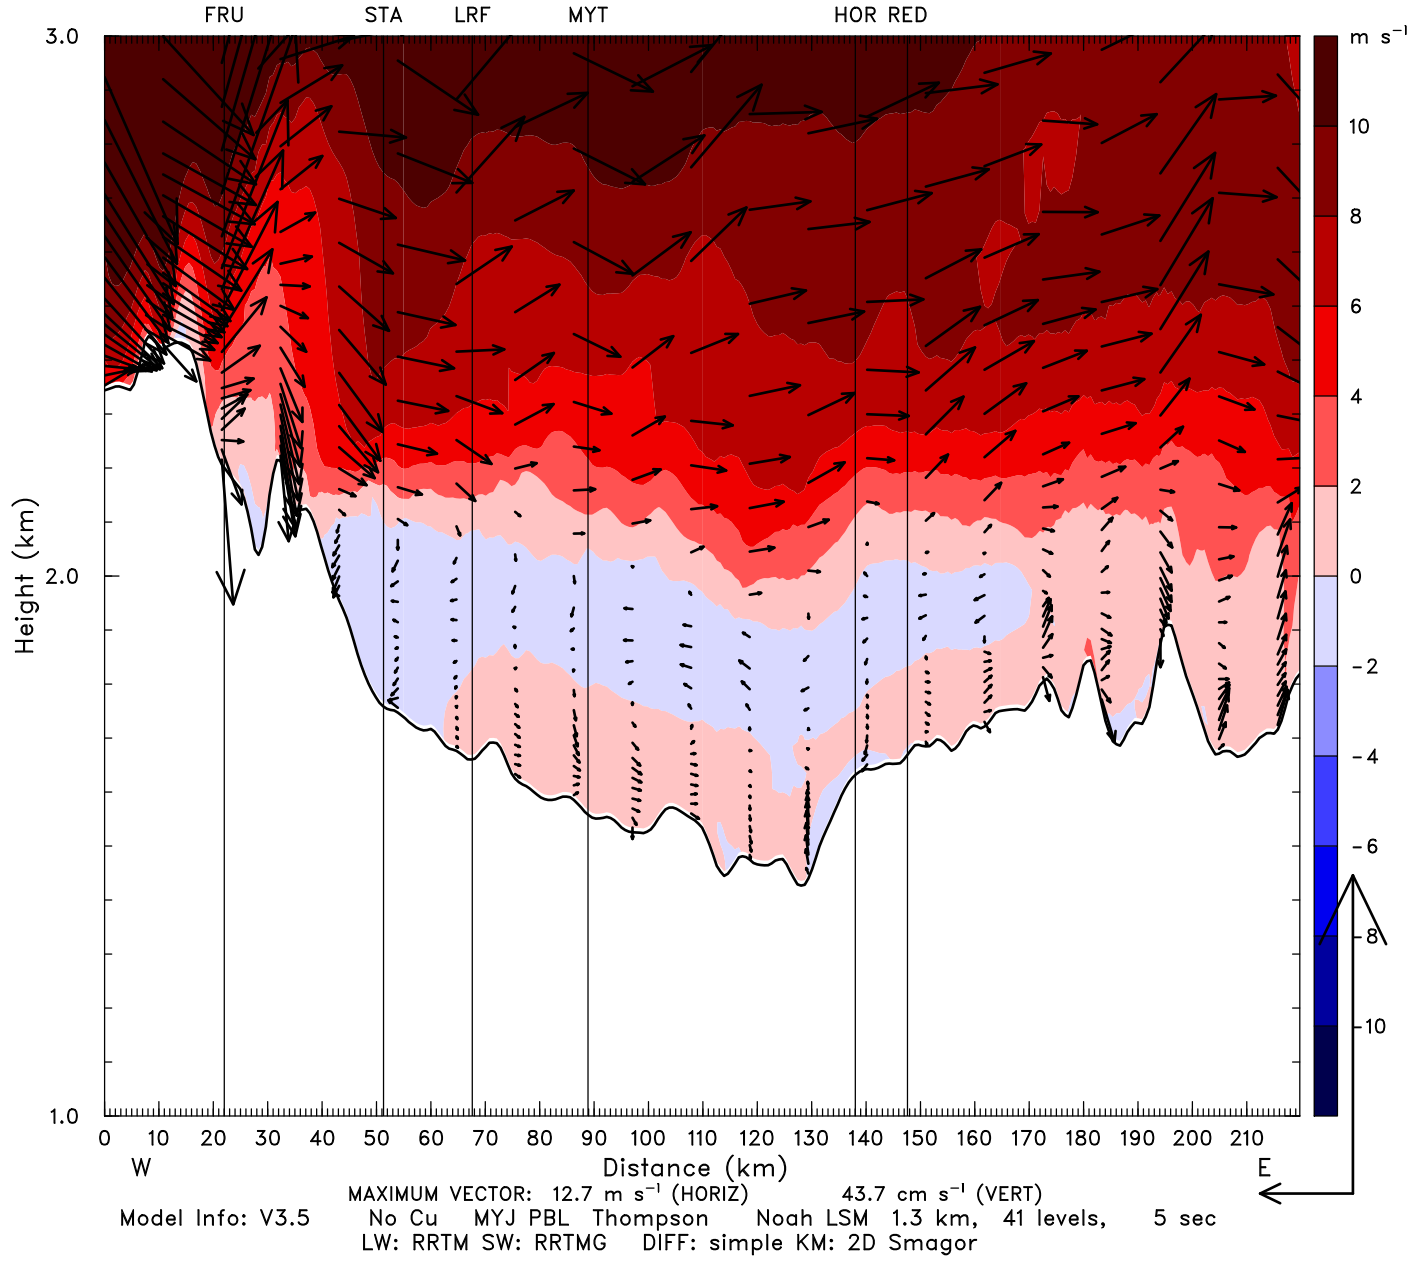 FRU STA LRF MYT HOR RED
3.0
2.0
1.0
Height (km)
m s⁻¹
10
8
6
4
2
0
-2
-4
-6
-8
-10
0 10 20 30 40 50 60 70 80 90 100 110 120 130 140 150 160 170 180 190 200 210
W Distance (km) E
MAXIMUM VECTOR: 12.7 m s⁻¹ (HORIZ) 43.7 cm s⁻¹ (VERT)
Model Info: V3.5 No Cu MYJ PBL Thompson Noah LSM 1.3 km, 41 levels, 5 sec
LW: RRTM SW: RRTMG DIFF: simple KM: 2D Smagor